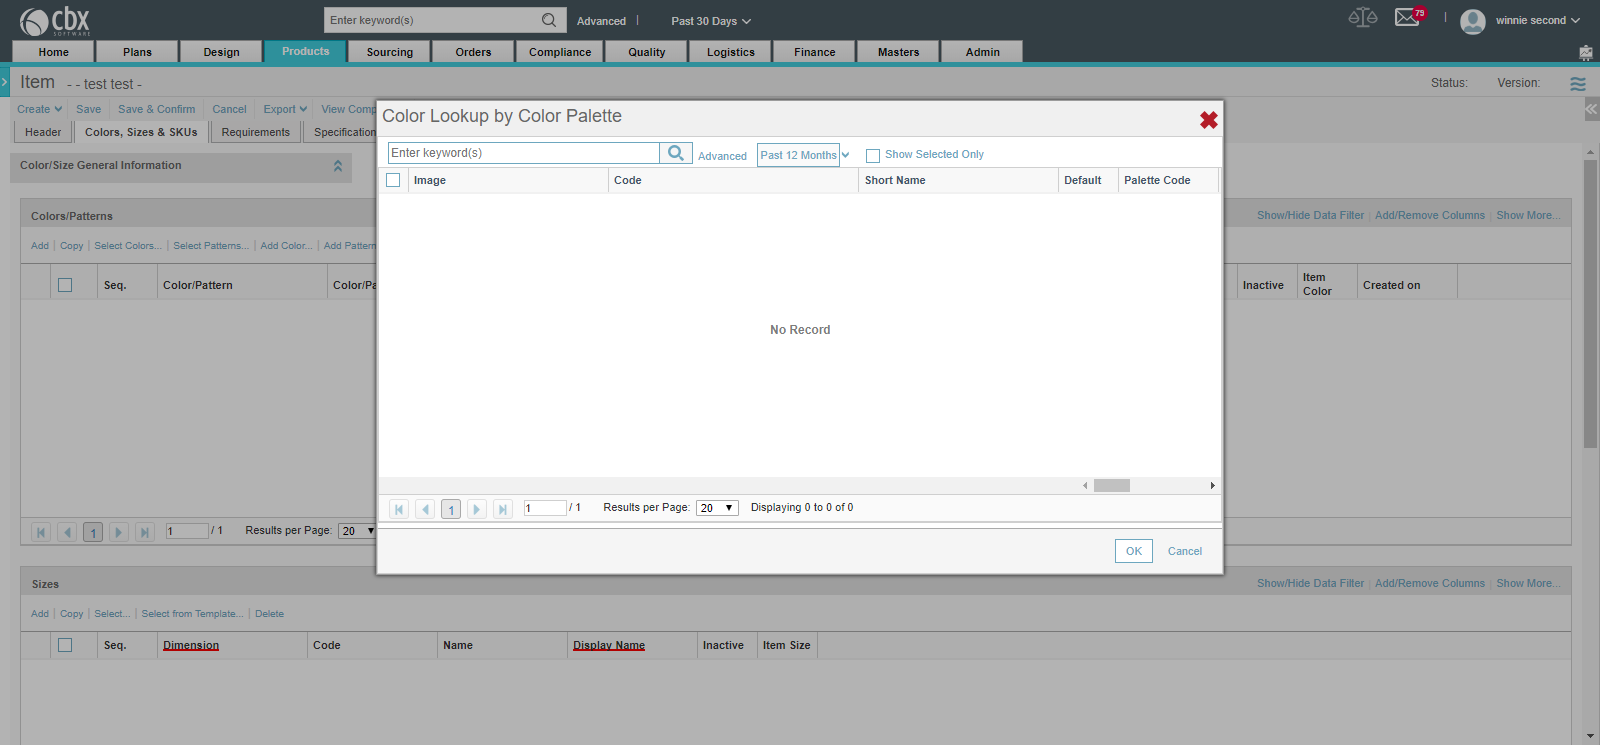 cbx
SOFTWARE
Enter keyword(s)
Advanced
Past 30 Days
79
winnie second
Home
Plans
Design
Products
Sourcing
Orders
Compliance
Quality
Logistics
Finance
Masters
Admin
Item - - test test -
Status:
Version:
Create
Save
Save & Confirm
Cancel
Export
View Comp
Header
Colors, Sizes & SKUs
Requirements
Specification
Color/Size General Information
Colors/Patterns
Show/Hide Data Filter
Add/Remove Columns
Show More...
Add
Copy
Select Colors...
Select Patterns...
Add Color...
Add Pattern
Seq.
Color/Pattern
Color/Pa
Inactive
Item
Color
Created on
1
1
/ 1
Results per Page:
20
Color Lookup by Color Palette
Enter keyword(s)
Advanced
Past 12 Months
Show Selected Only
Image
Code
Short Name
Default
Palette Code
No Record
1
1
/ 1
Results per Page:
20
Displaying 0 to 0 of 0
OK
Cancel
Sizes
Show/Hide Data Filter
Add/Remove Columns
Show More...
Add
Copy
Select...
Select from Template...
Delete
Seq.
Dimension
Code
Name
Display Name
Inactive
Item Size